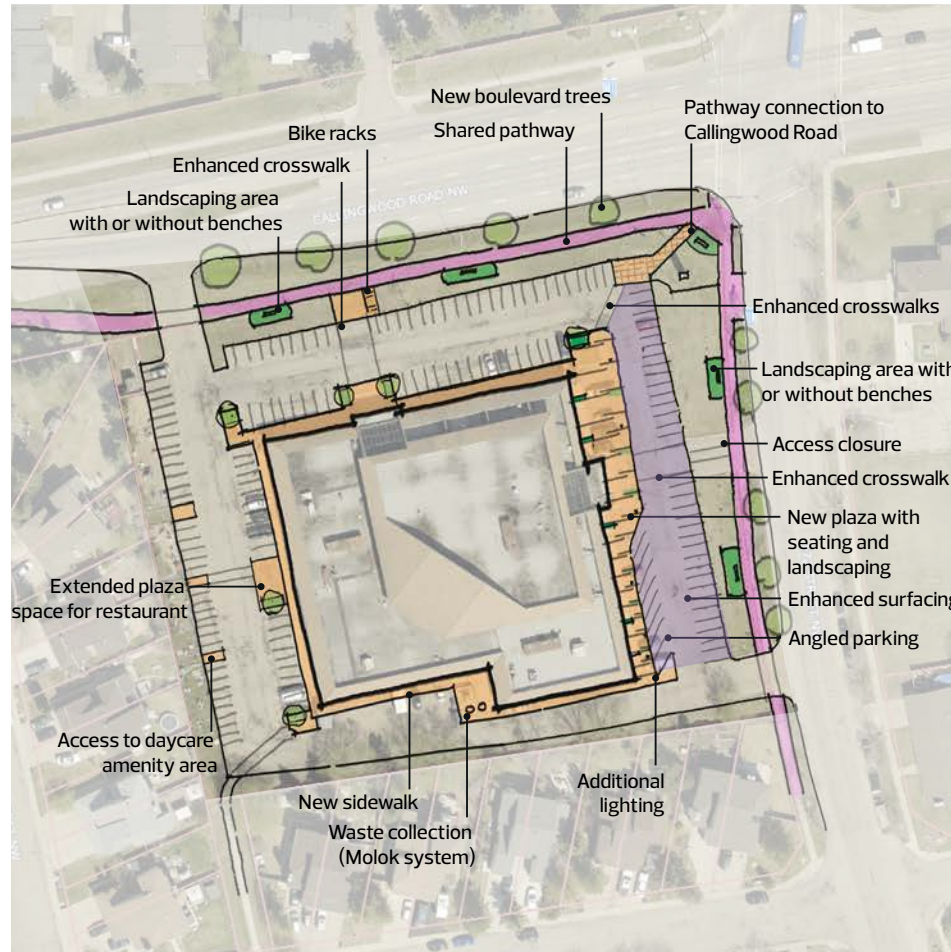 New boulevard trees
Pathway connection to
Callingwood Road
Bike racks
Shared pathway
Enhanced crosswalk
Landscaping area
with or without benches
CALLINGWOOD ROAD NW
Enhanced crosswalks
Landscaping area with
or without benches
Access closure
Enhanced crosswalk
New plaza with
seating and
landscaping
Extended plaza
space for restaurant
Enhanced surfacing
Angled parking
Access to daycare
amenity area
New sidewalk
Additional
lighting
Waste collection
(Molok system)